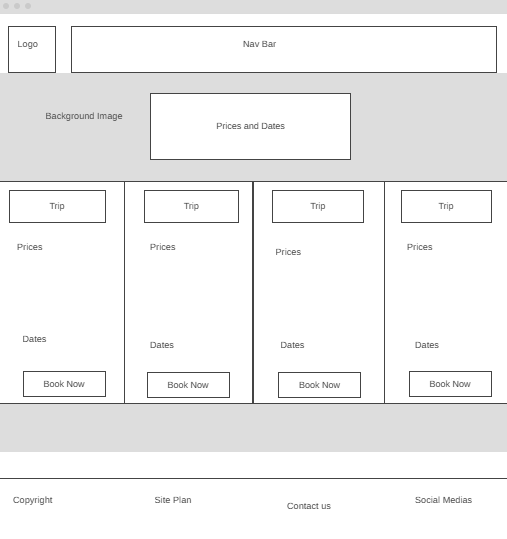 Logo
Nav Bar
Background Image
Prices and Dates
Trip
Trip
Trip
Trip
Prices
Prices
Prices
Prices
Dates
Dates
Dates
Dates
Book Now
Book Now
Book Now
Book Now
Copyright
Site Plan
Contact us
Social Medias